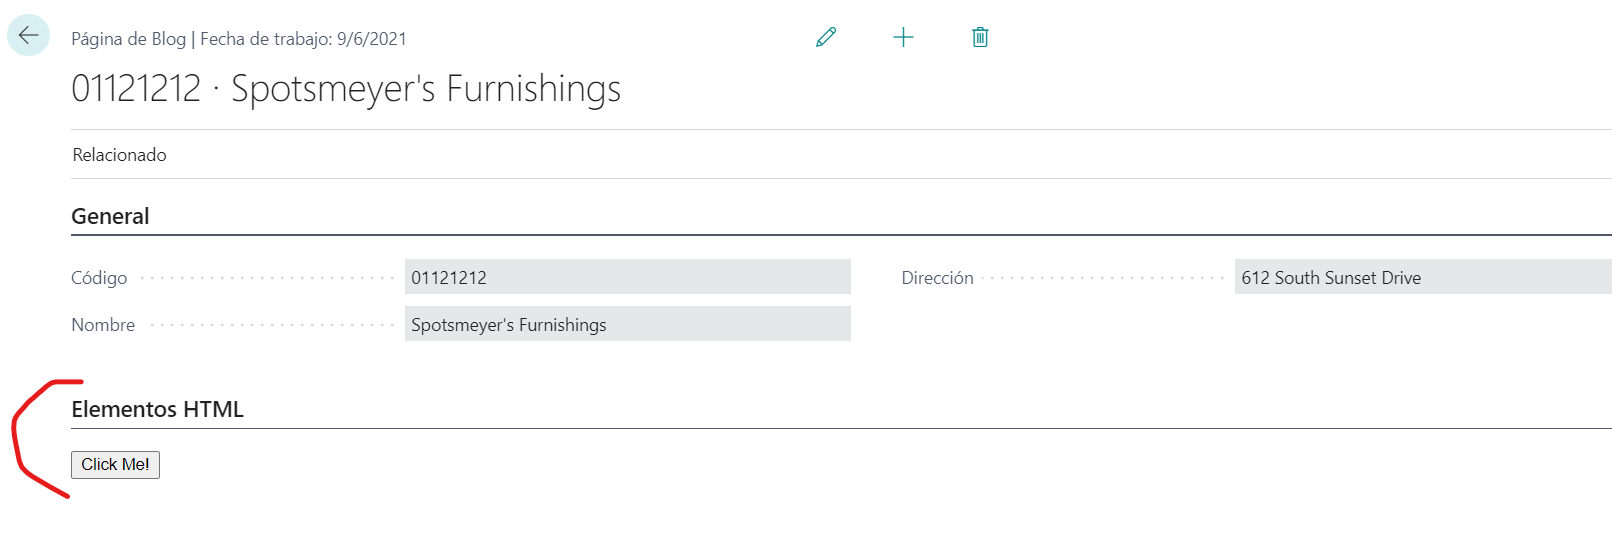 Página de Blog | Fecha de trabajo: 9/6/2021
01121212 · Spotsmeyer's Furnishings
Relacionado
General
Código 01121212 Dirección 612 South Sunset Drive
Nombre Spotsmeyer's Furnishings
Elementos HTML
Click Me!